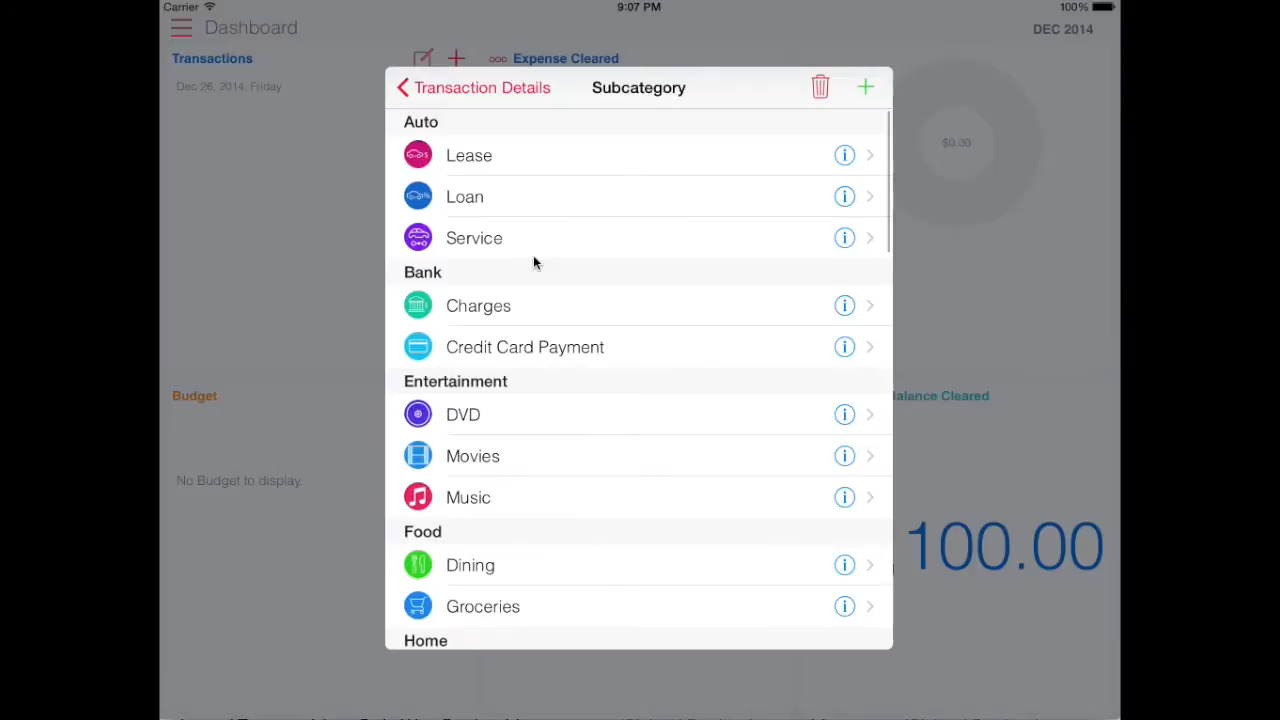 Carrier 9:07 PM 100%
Dashboard DEC 2014
Transactions Expense Cleared
Dec 26, 2014, Friday
Transaction Details Subcategory
$0.00
Auto
Lease
Loan
Service
Bank
Charges
Credit Card Payment
Entertainment
Budget alance Cleared
DVD
Movies
No Budget to display.
Music
Food
100.00
Dining
Groceries
Home